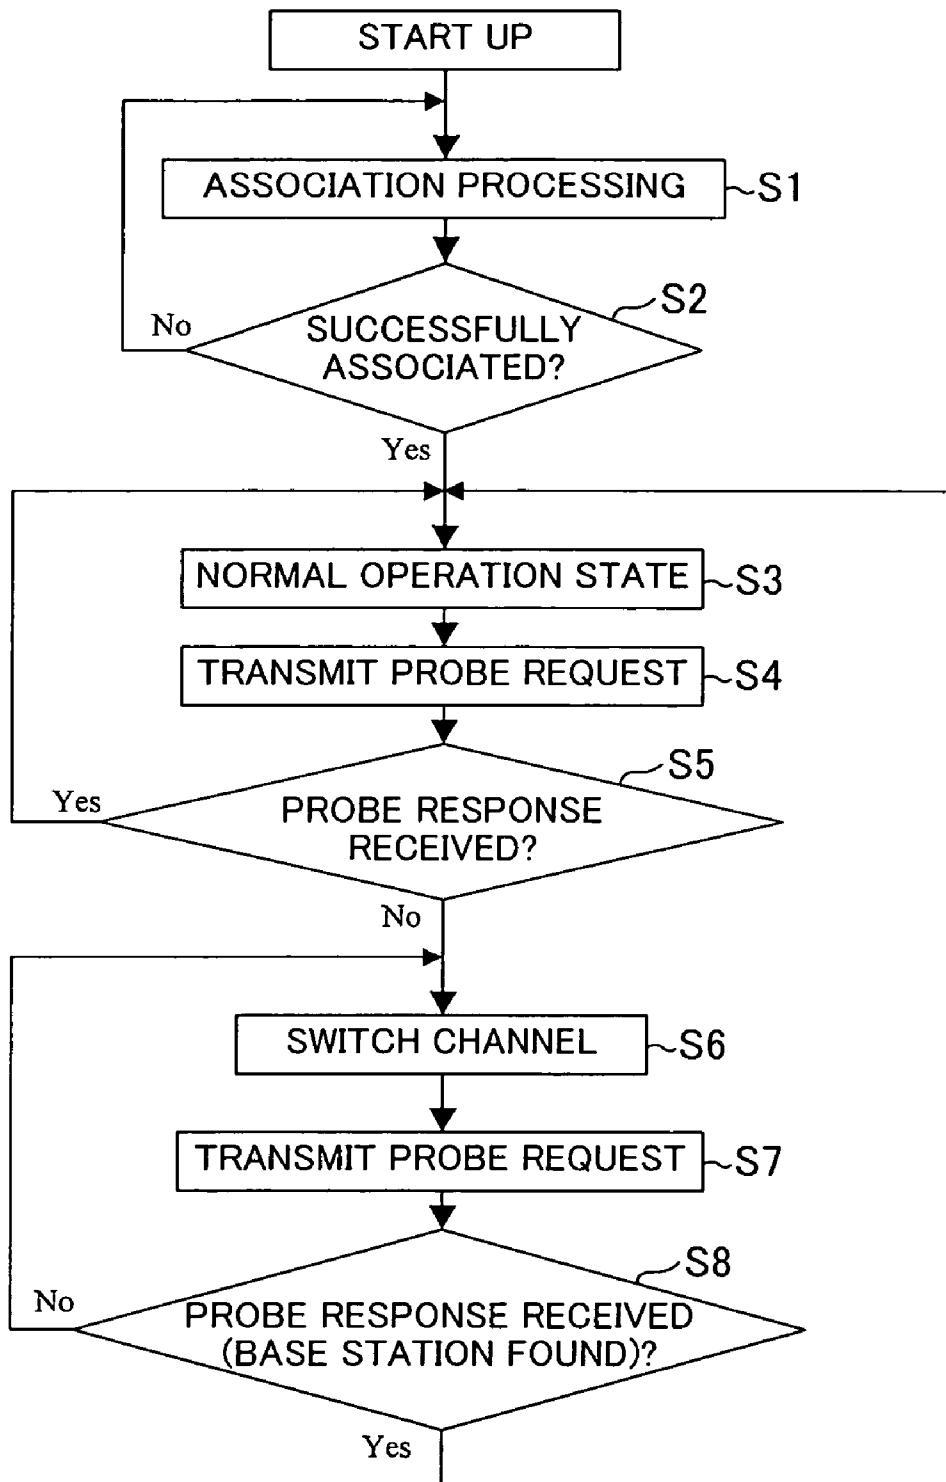 START UP
ASSOCIATION PROCESSING
S1
S2
No
SUCCESSFULLY
ASSOCIATED?
Yes
NORMAL OPERATION STATE
S3
TRANSMIT PROBE REQUEST
S4
S5
Yes
PROBE RESPONSE
RECEIVED?
No
SWITCH CHANNEL
S6
TRANSMIT PROBE REQUEST
S7
S8
No
PROBE RESPONSE RECEIVED
(BASE STATION FOUND)?
Yes